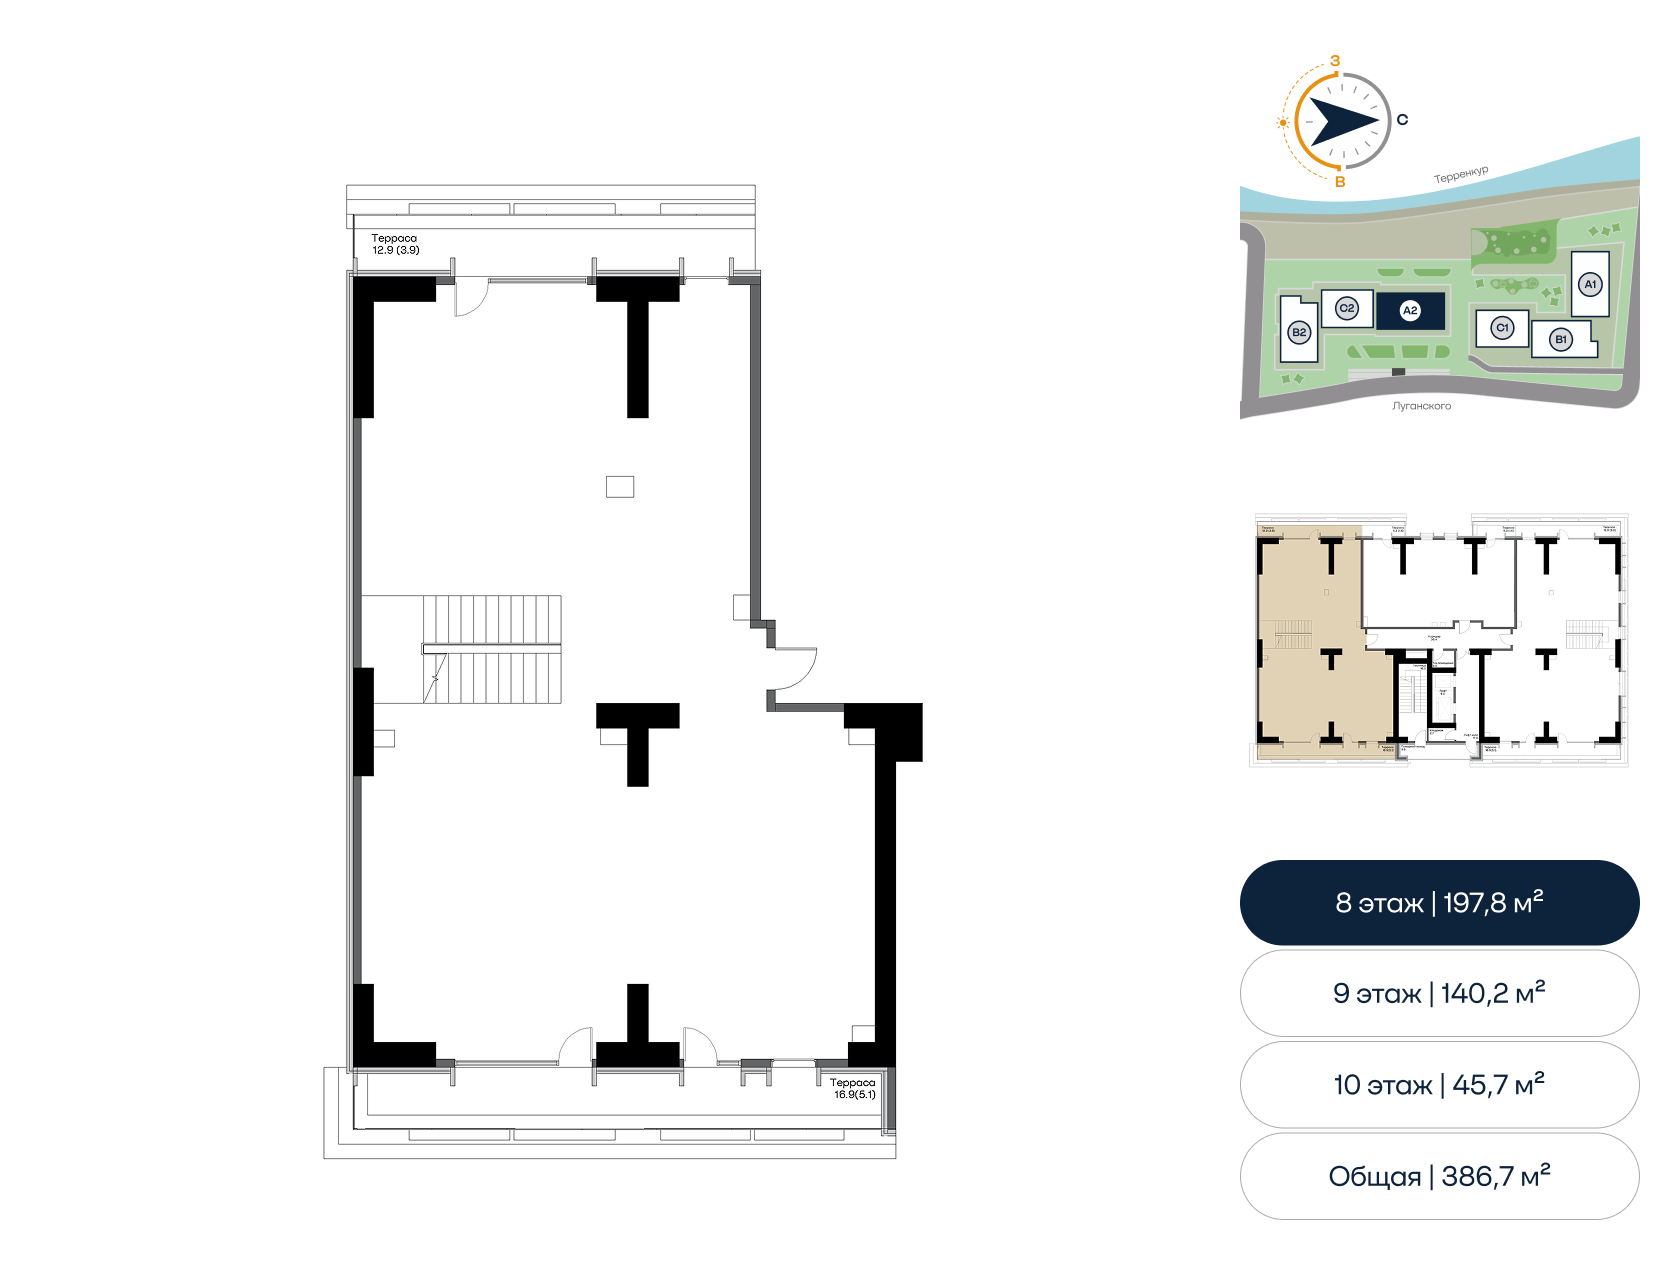 З
С
В
Терренкур
A1
C2
A2
B2
C1
B1
Луганского
Терраса
12.9 (3.9)
Терраса
16.9(5.1)
8 этаж | 197,8 м²
9 этаж | 140,2 м²
10 этаж | 45,7 м²
Общая | 386,7 м²